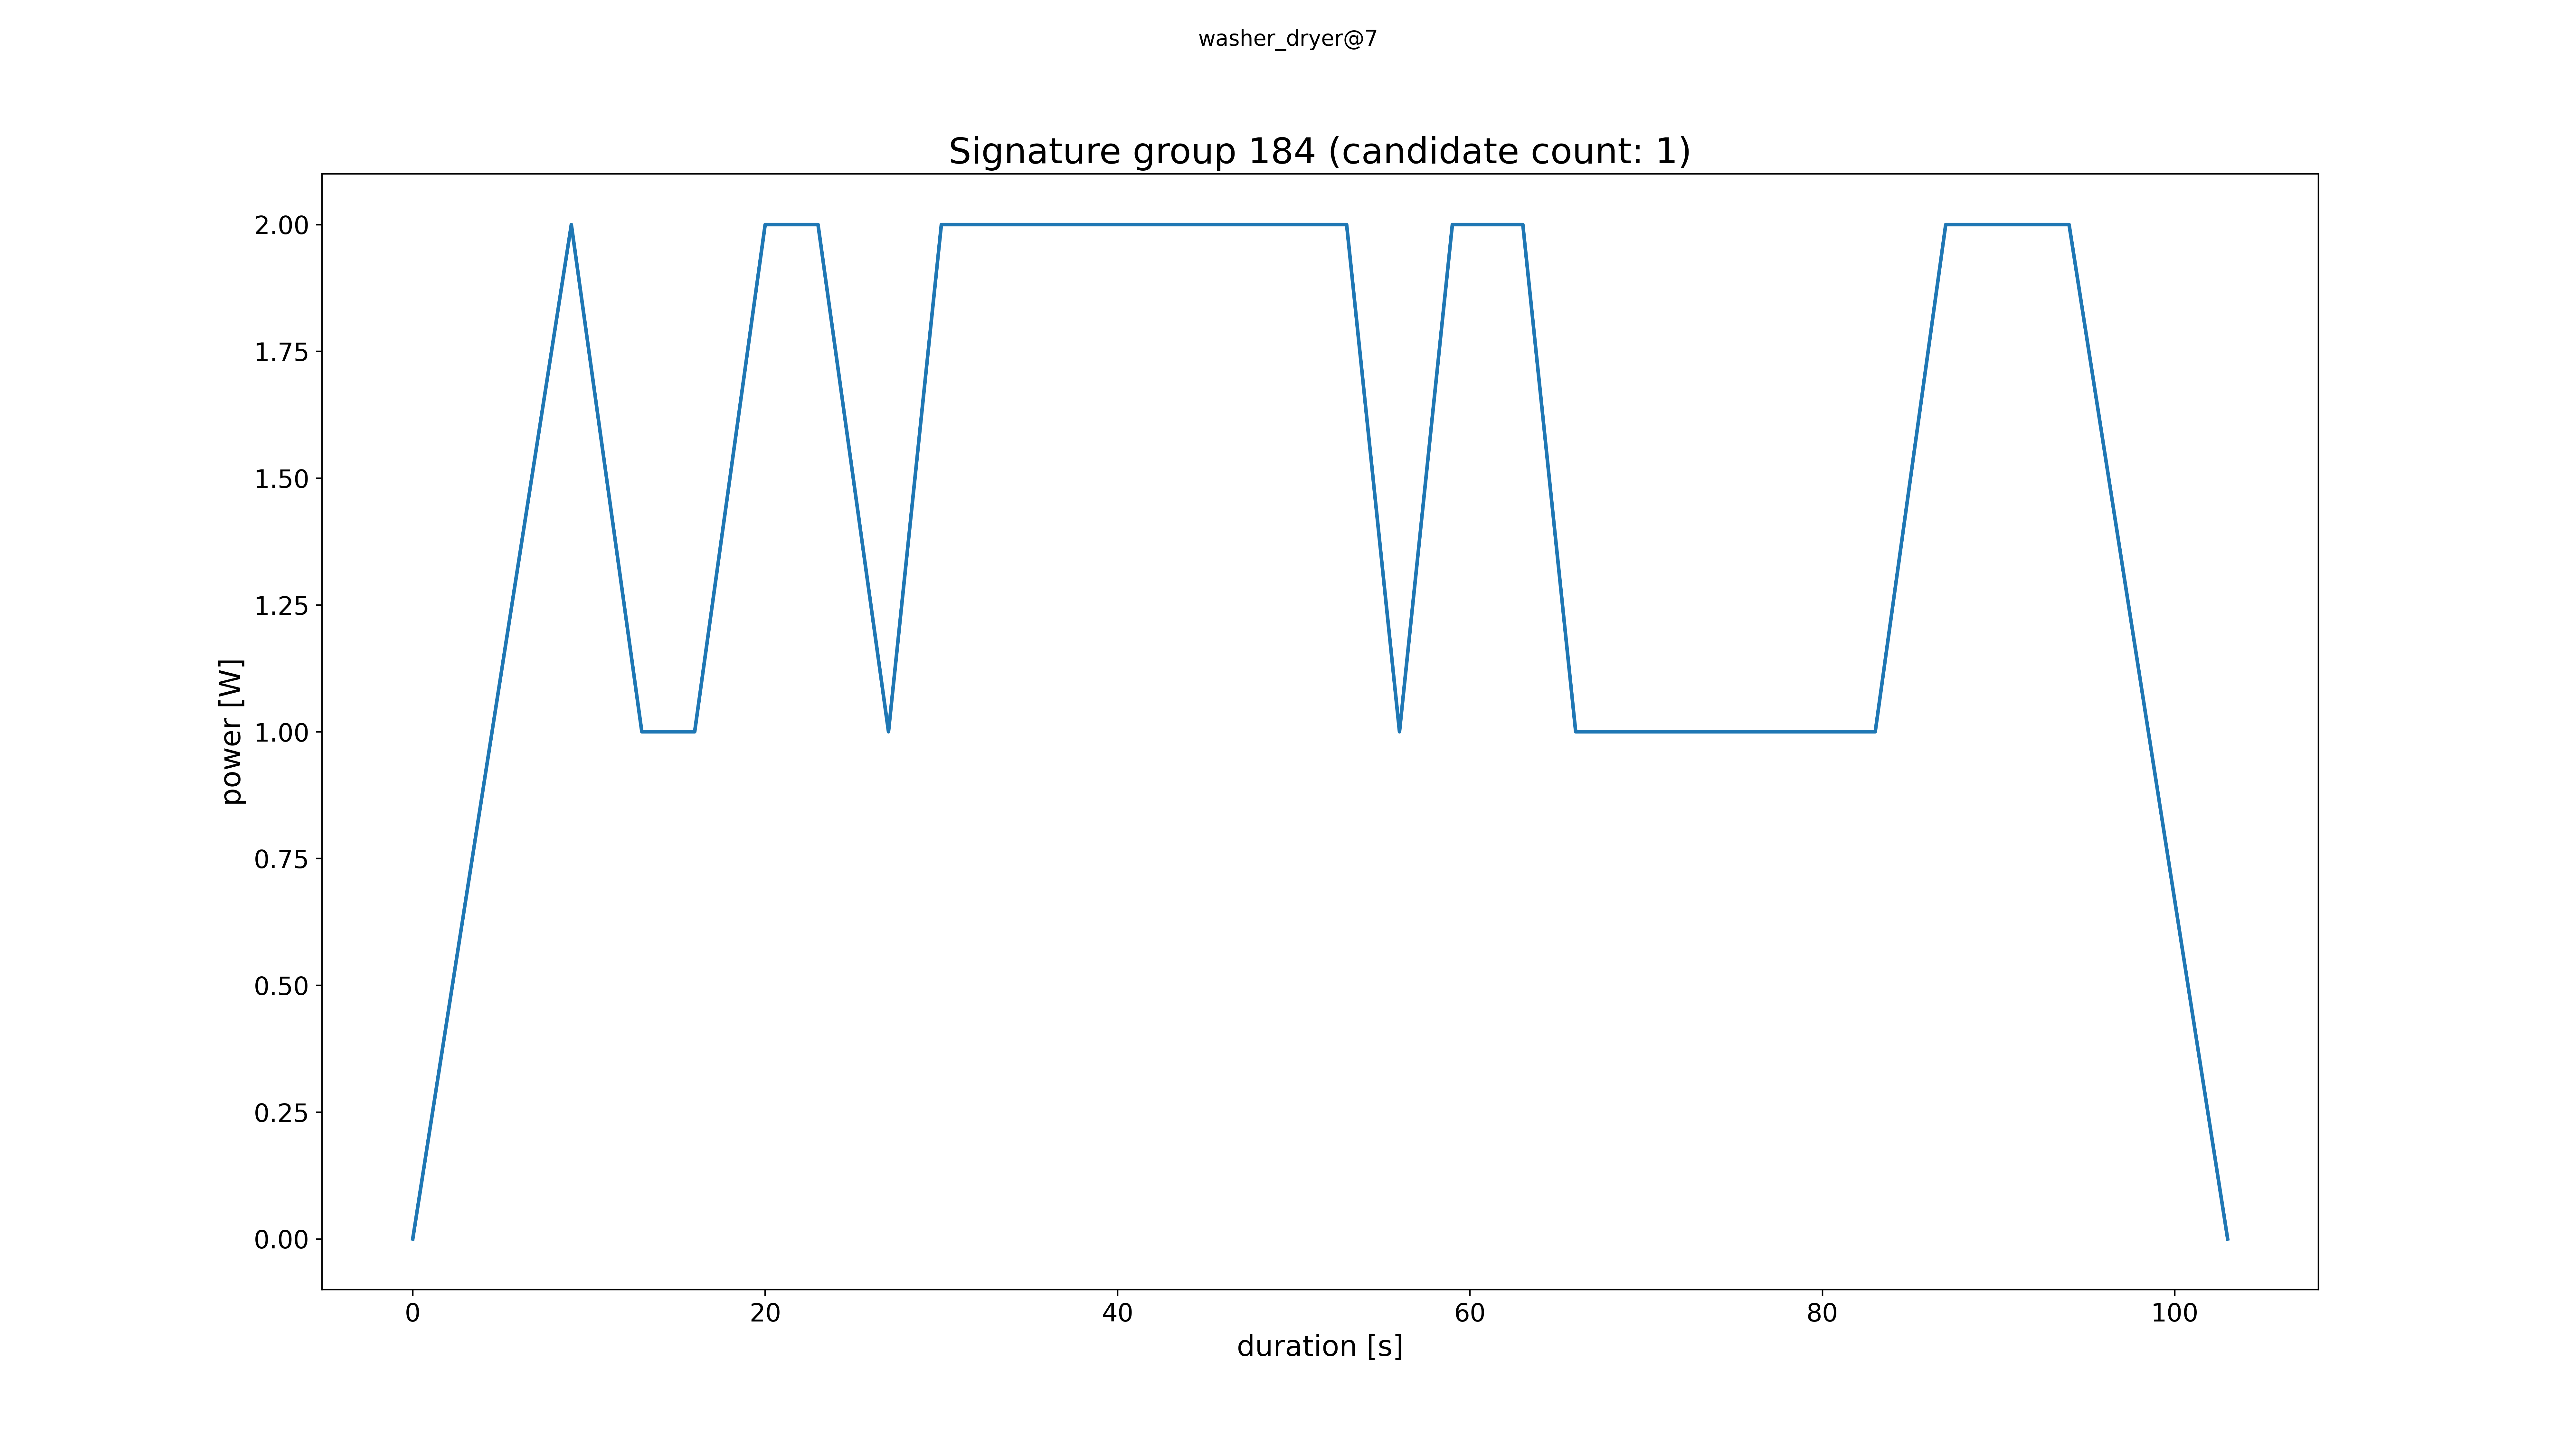 washer_dryer@7
Signature group 184 (candidate count: 1)
power [W]
2.00
1.75
1.50
1.25
1.00
0.75
0.50
0.25
0.00
0 20 40 60 80 100
duration [s]